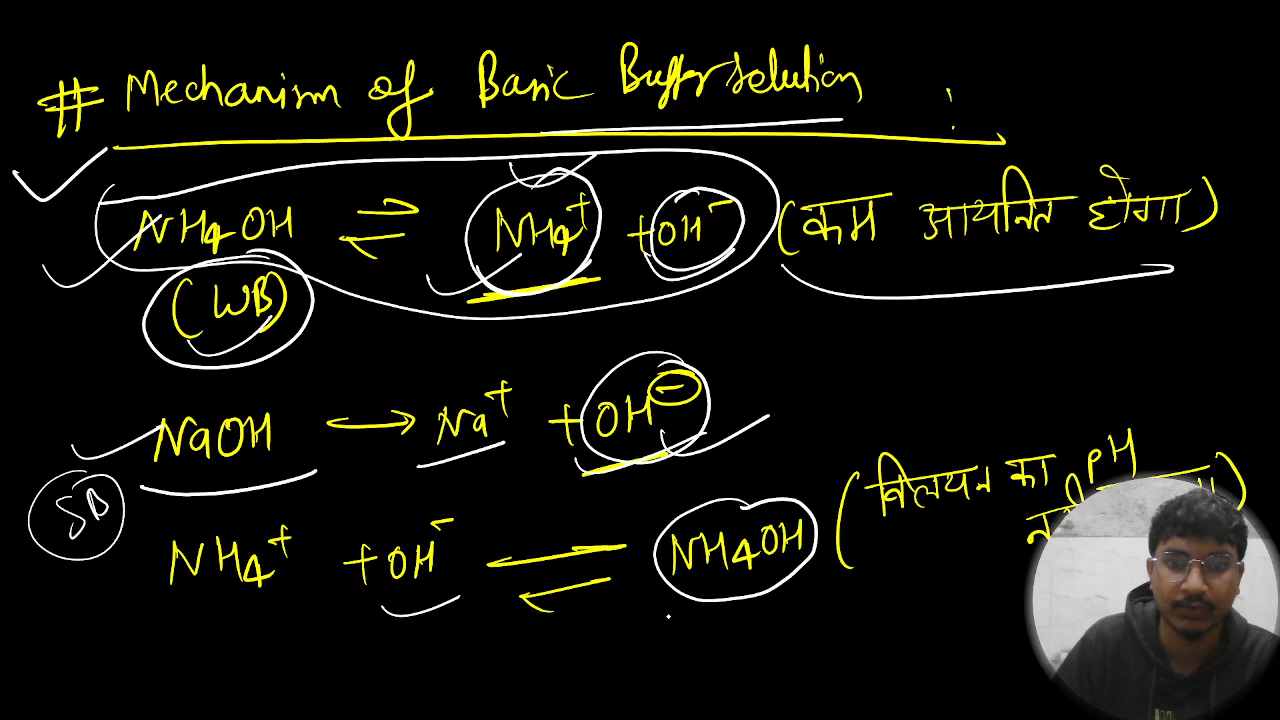 # Mechanism of Basic Buffer solution :
NH4OH ⇌ NH4+ + OH- (कम आयनित होगा)
(WB)
NaOH ↔ Na+ + OH-
SB
NH4+ + OH- ⇌ NH4OH (विलयन का pH